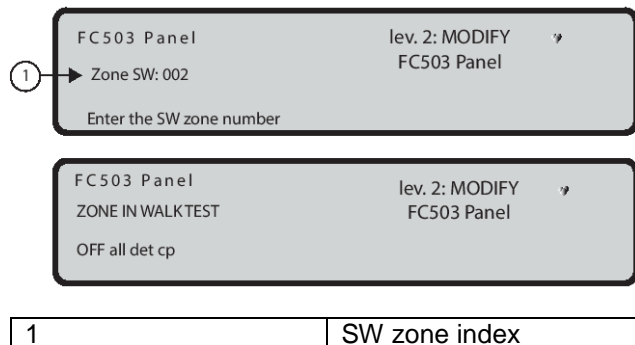 FC503 Panel
lev. 2: MODIFY
FC503 Panel
1
Zone SW: 002
Enter the SW zone number
FC503 Panel
lev. 2: MODIFY
FC503 Panel
ZONE IN WALKTEST
OFF all det cp
1 SW zone index